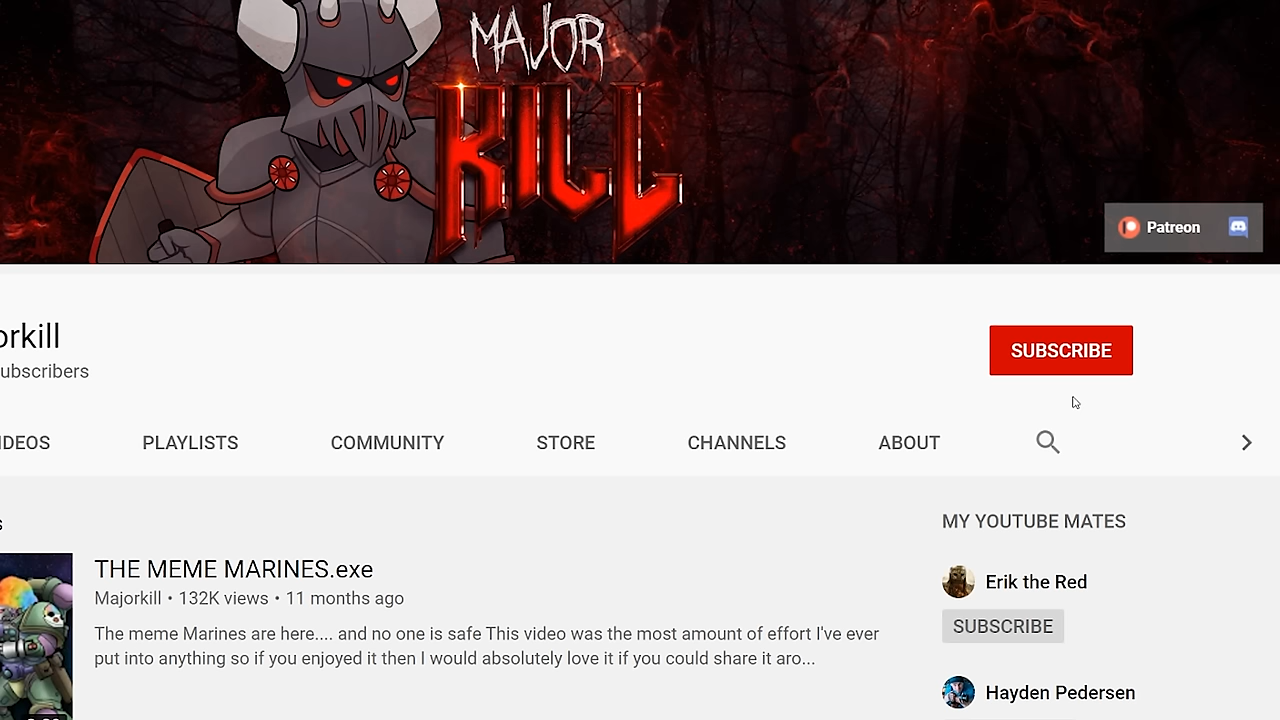 MAJOR
KILL
Patreon
orkill
ubscribers
SUBSCRIBE
IDEOS
PLAYLISTS
COMMUNITY
STORE
CHANNELS
ABOUT
s
THE MEME MARINES.exe
Majorkill • 132K views • 11 months ago
The meme Marines are here.... and no one is safe This video was the most amount of effort I've ever
put into anything so if you enjoyed it then I would absolutely love it if you could share it aro...
MY YOUTUBE MATES
Erik the Red
SUBSCRIBE
Hayden Pedersen